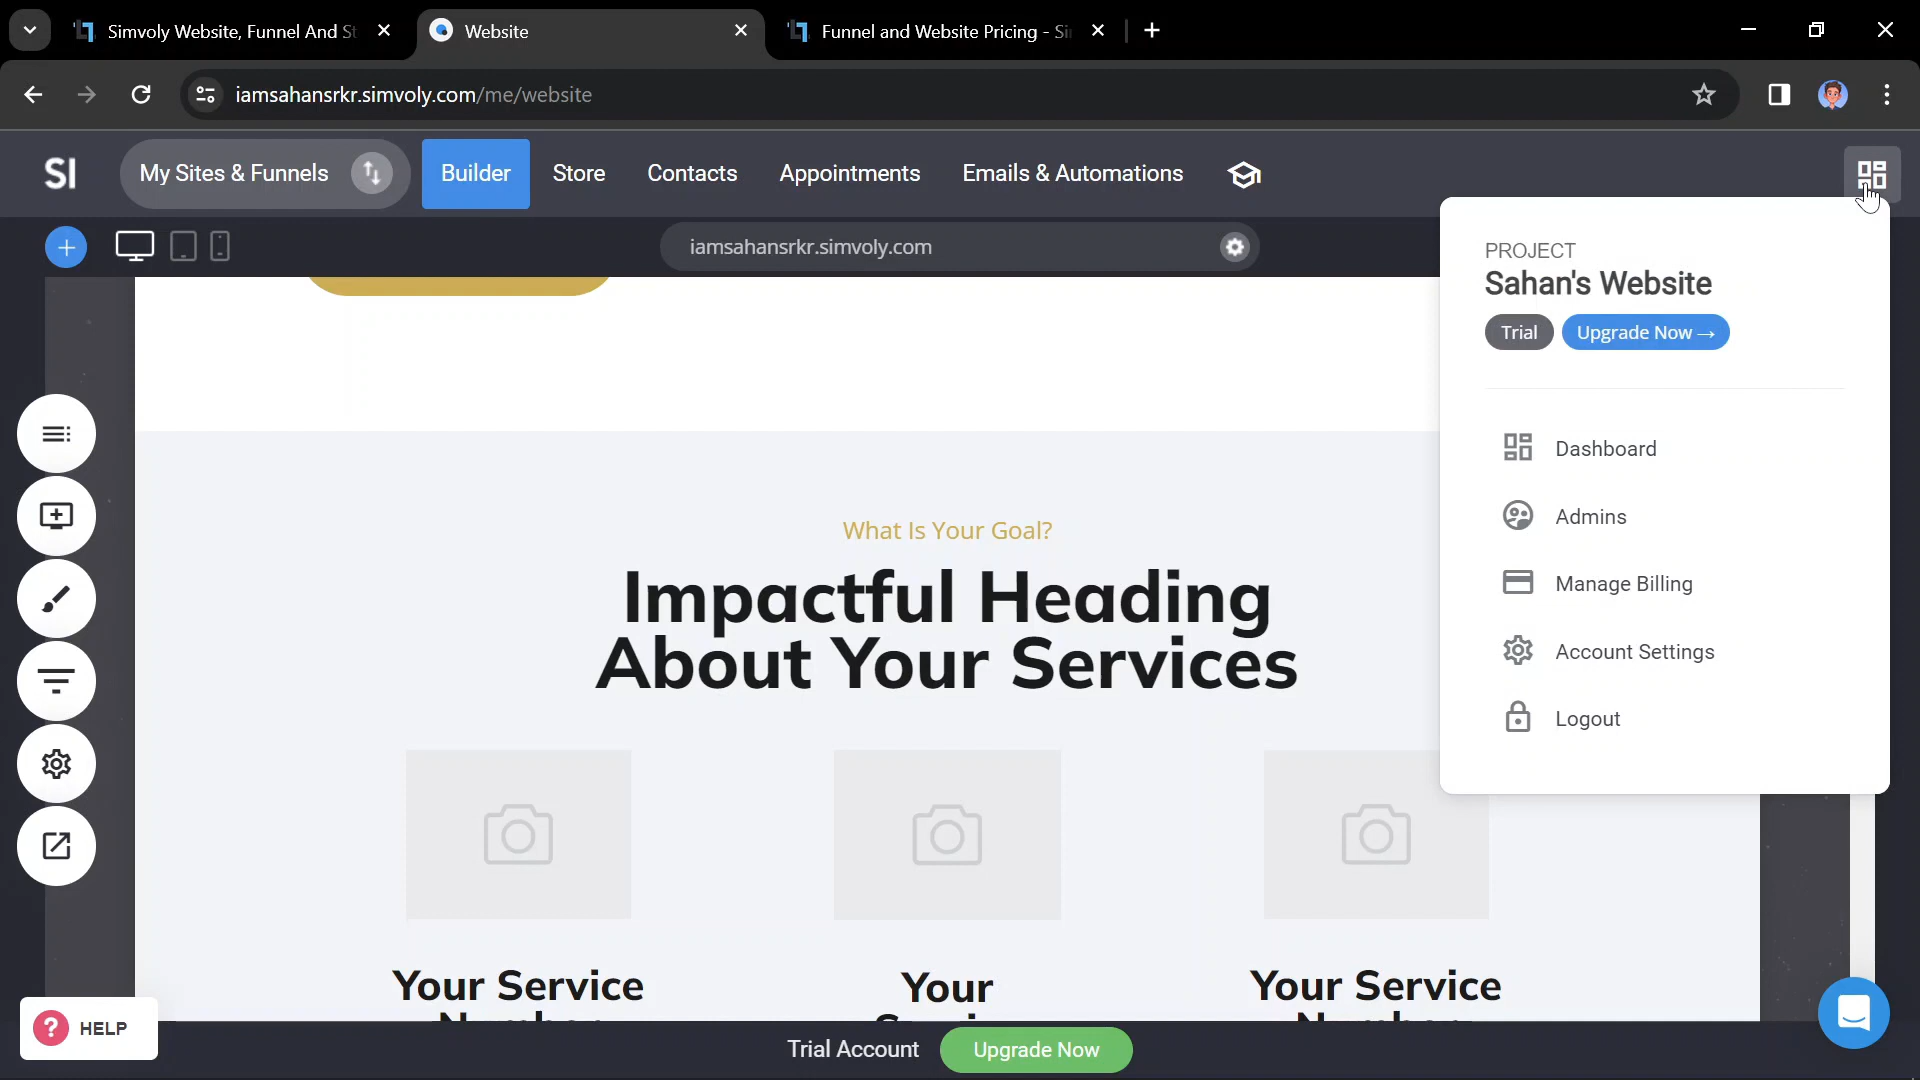 Simvoly Website, Funnel And St
Website
Funnel and Website Pricing - Si
iamsahansrkr.simvoly.com/me/website
SI
My Sites & Funnels
Builder
Store
Contacts
Appointments
Emails & Automations
iamsahansrkr.simvoly.com
PROJECT
Sahan's Website
Trial
Upgrade Now →
Dashboard
Admins
Manage Billing
Account Settings
Logout
What Is Your Goal?
Impactful Heading
About Your Services
Your Service
Your
Your Service
Number
Number
? HELP
Trial Account
Upgrade Now